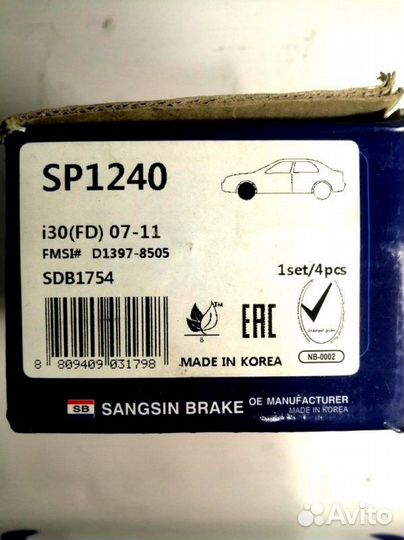 SP1240
i30(FD) 07-11
FMSI# D1397-8505
SDB1754
1set/4pcs
TM
B
EAC
NB-0002
8 809409 031798
MADE IN KOREA
SB SANGSIN BRAKE OE MANUFACTURER
MADE IN KOREA
Avito